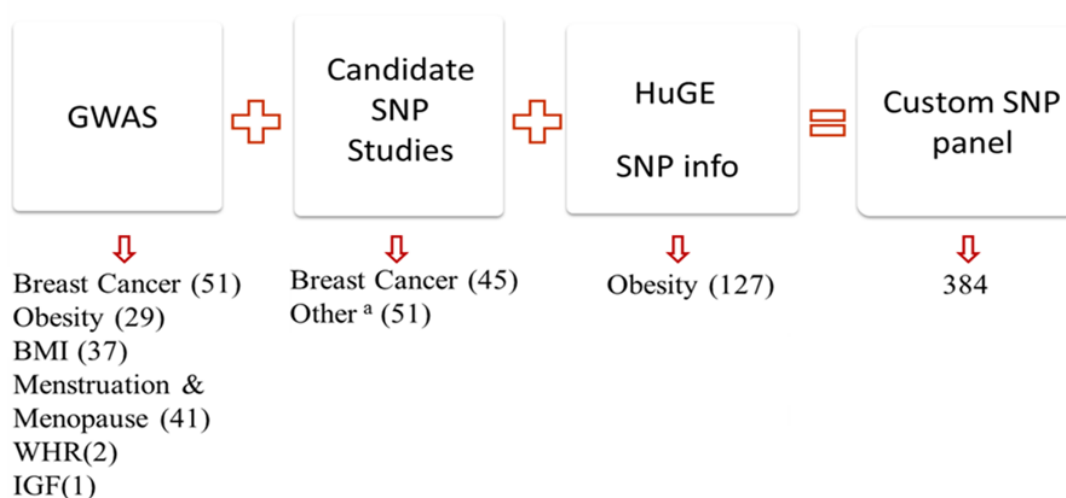 GWAS
Candidate
SNP
Studies
HuGE
SNP info
Custom SNP
panel
Breast Cancer (51)
Obesity (29)
BMI (37)
Menstruation &
Menopause (41)
WHR(2)
IGF(1)
Breast Cancer (45)
Other ª (51)
Obesity (127)
384